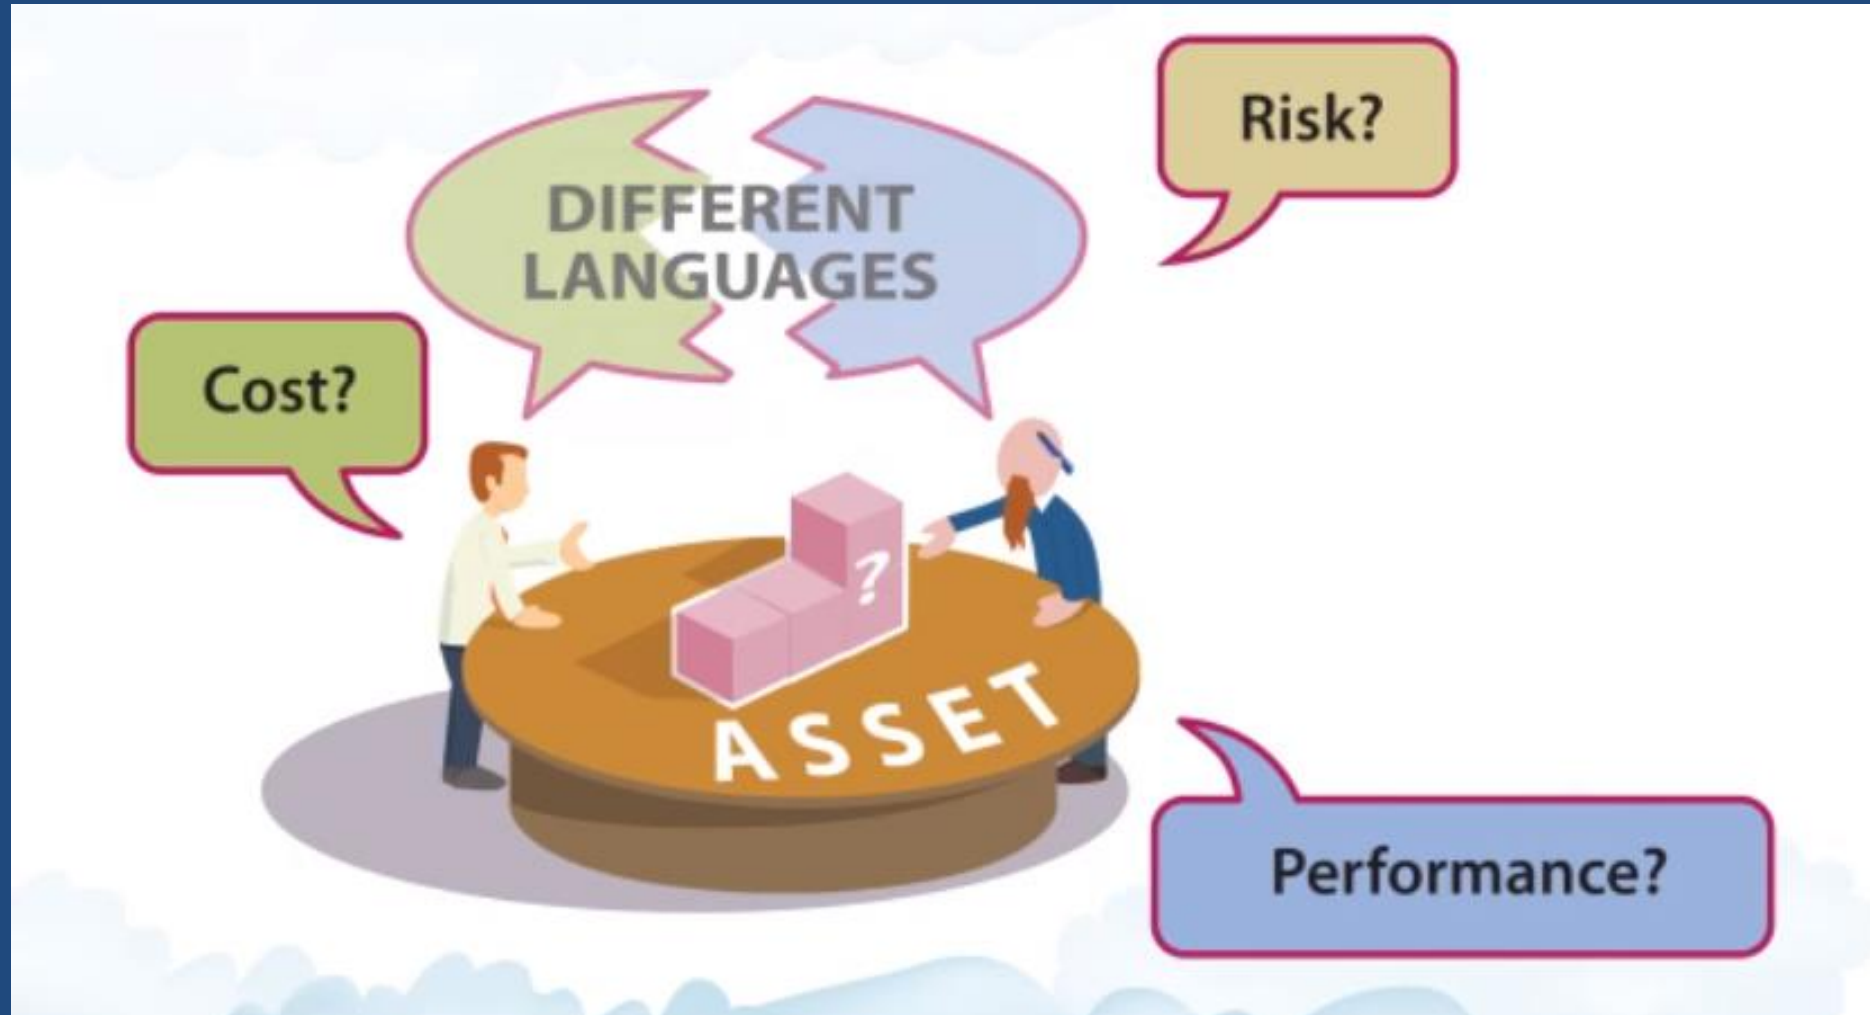 Risk?
DIFFERENT
LANGUAGES
Cost?
?
ASSET
Performance?